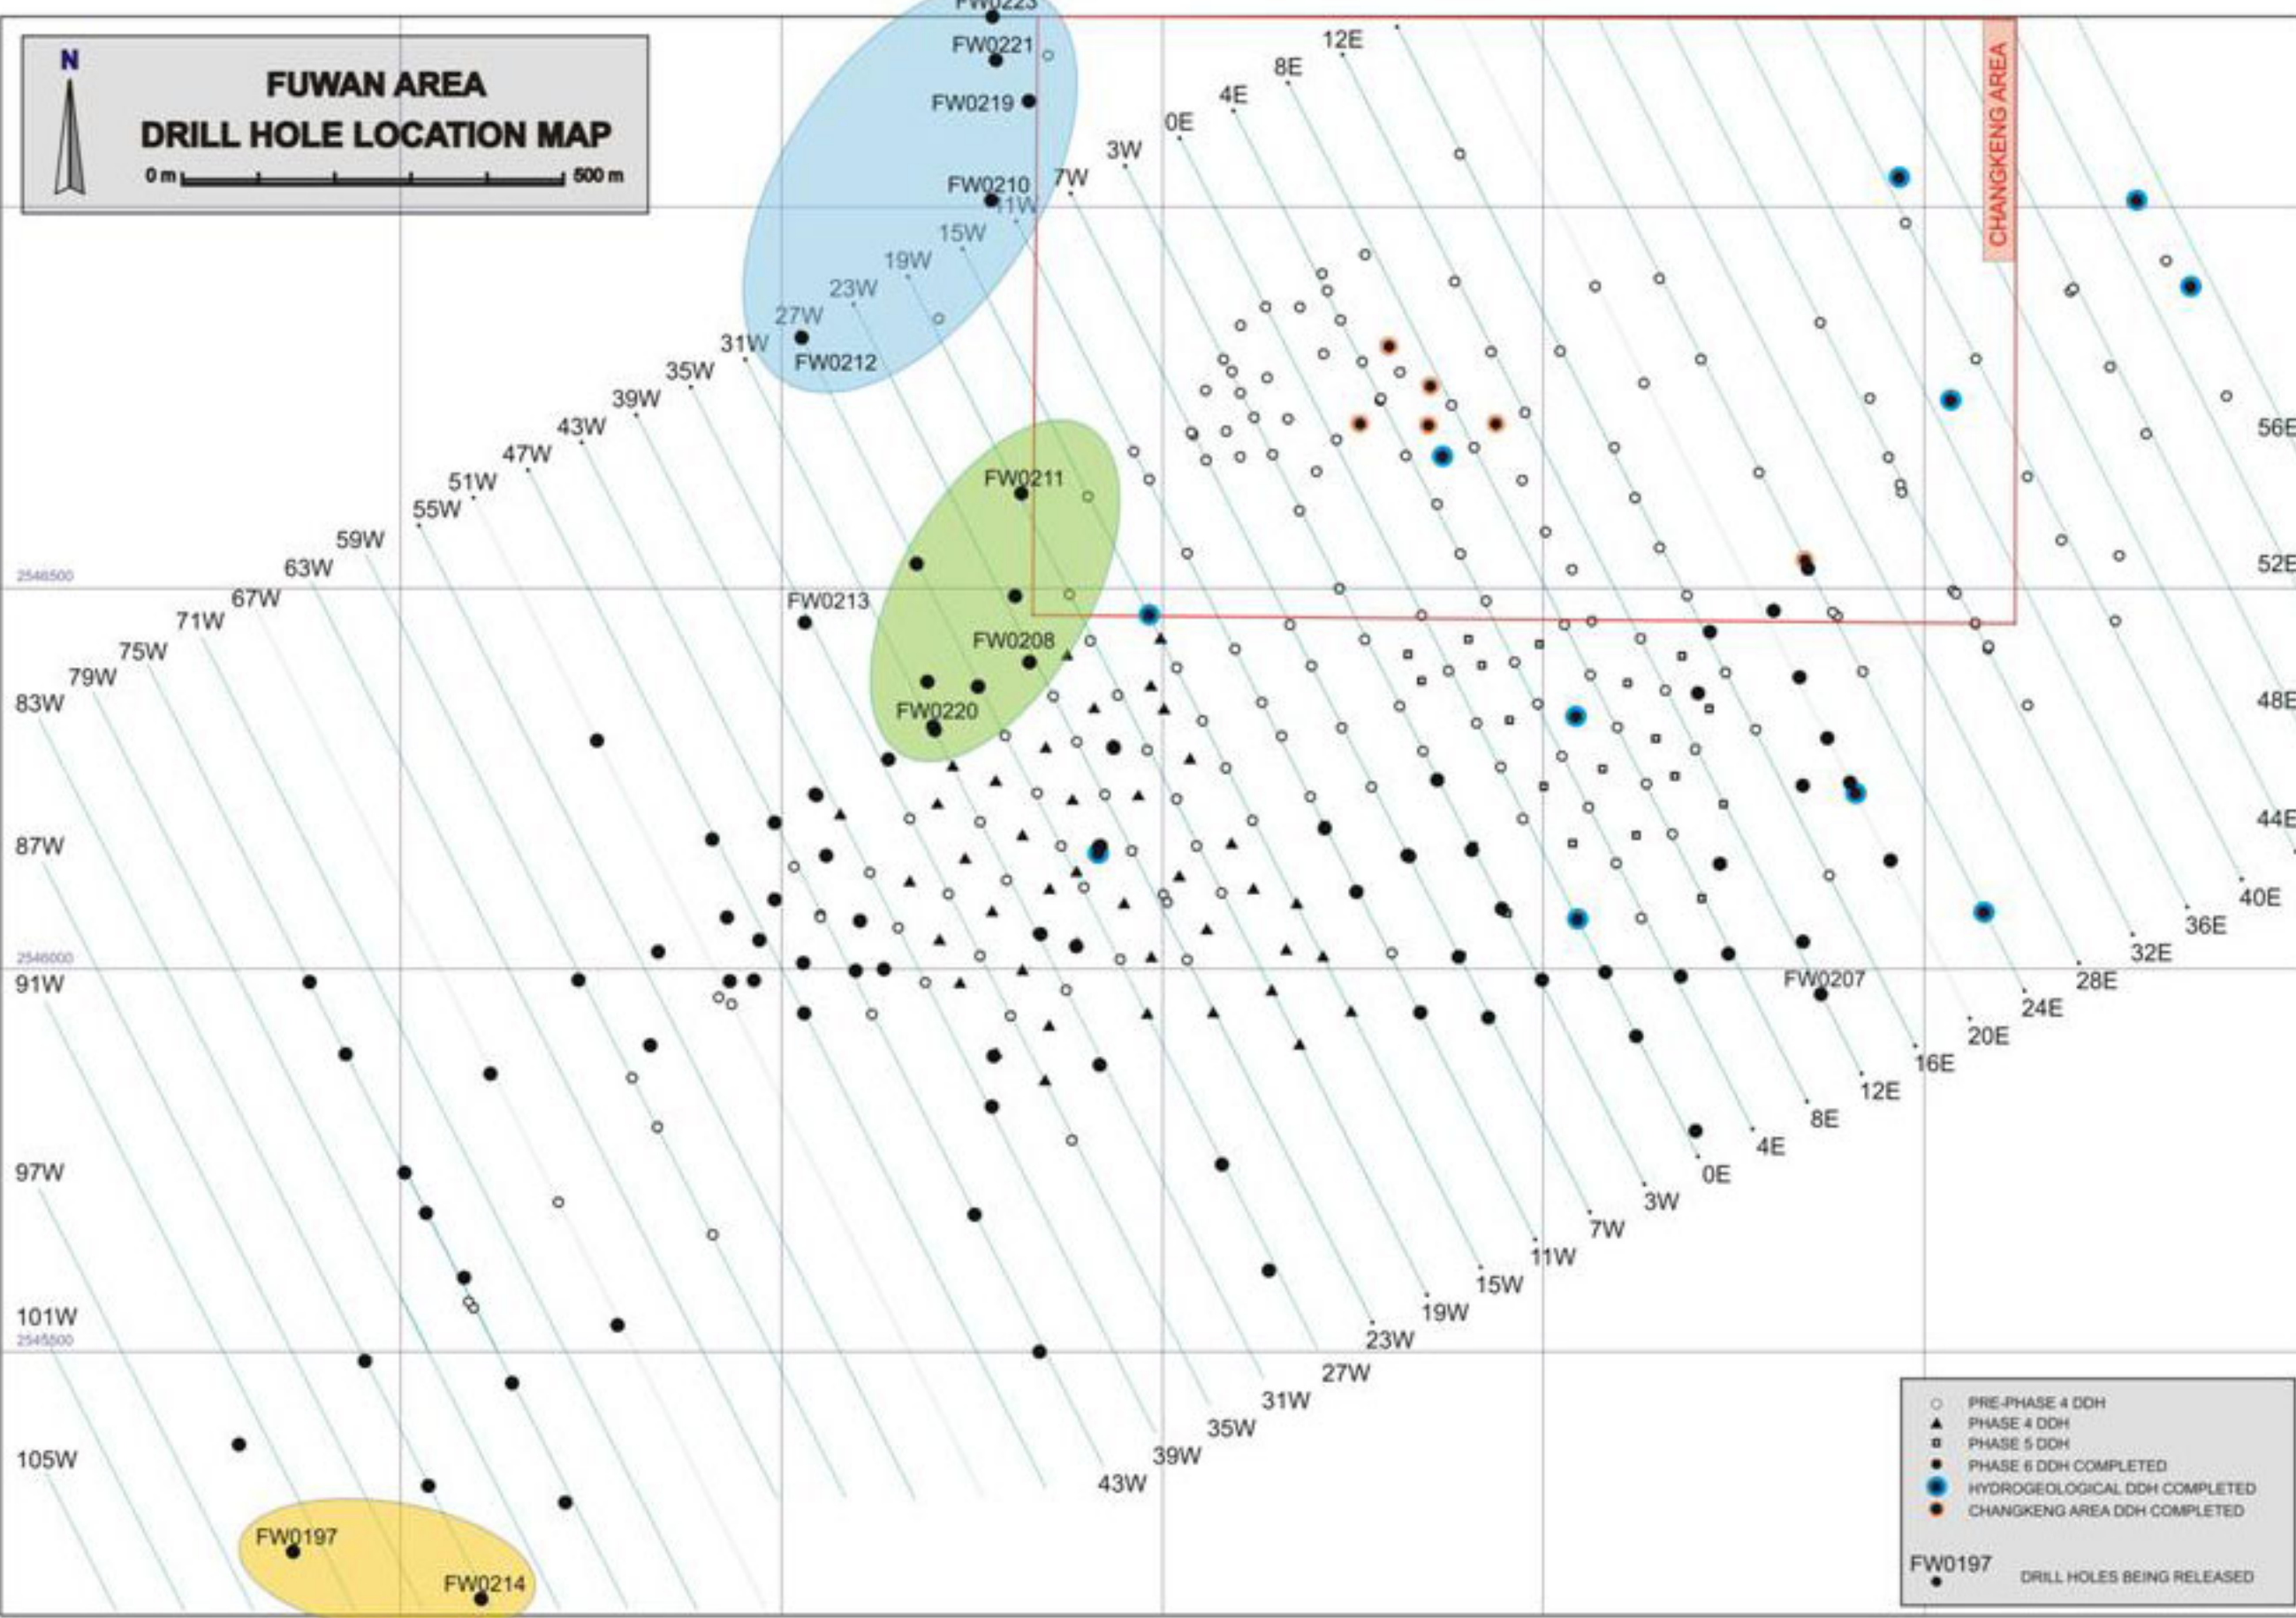 FW0223
FW0221
FW0219
FW0210
N
FUWAN AREA
DRILL HOLE LOCATION MAP
0 m 500 m
CHANGKENG AREA
12E
8E
4E
0E
3W
7W
11W
15W
19W
23W
27W
31W
35W
39W
43W
47W
51W
55W
59W
63W
67W
71W
75W
79W
83W
87W
91W
97W
101W
105W
FW0212
FW0211
FW0213
FW0208
FW0220
FW0207
FW0197
FW0214
2546500
2546000
2545500
56E
52E
48E
44E
40E
36E
32E
28E
24E
20E
16E
12E
8E
4E
0E
3W
7W
11W
15W
19W
23W
27W
31W
35W
39W
43W
PRE-PHASE 4 DDH
PHASE 4 DDH
PHASE 5 DDH
PHASE 6 DDH COMPLETED
HYDROGEOLOGICAL DDH COMPLETED
CHANGKENG AREA DDH COMPLETED
FW0197
DRILL HOLES BEING RELEASED